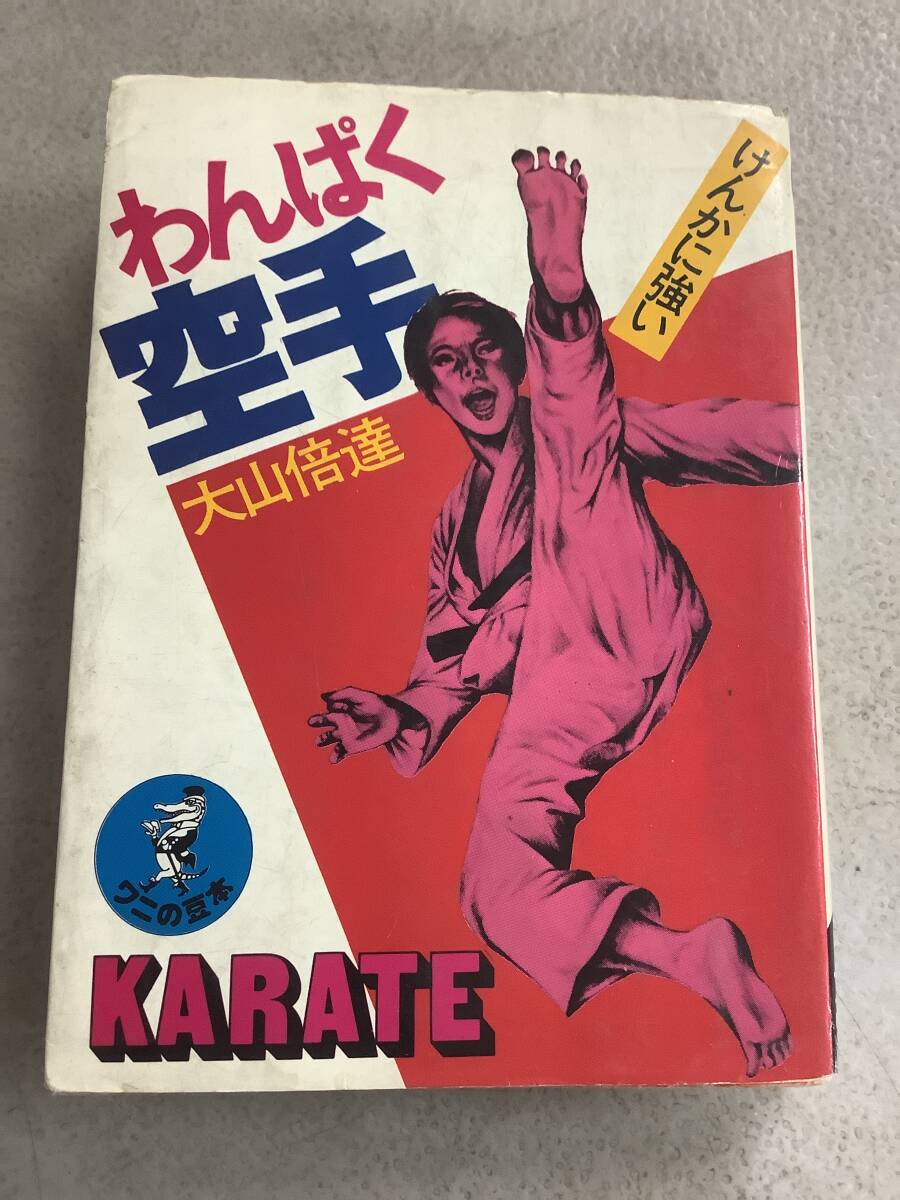 わんぱく
空手
けんかに強い
大山倍達
ワニの豆本
KARATE